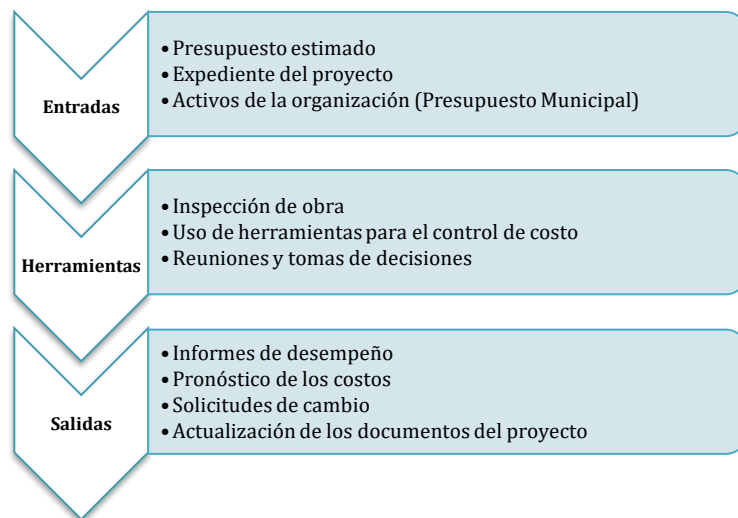 Entradas
• Presupuesto estimado
• Expediente del proyecto
• Activos de la organización (Presupuesto Municipal)
Herramientas
• Inspección de obra
• Uso de herramientas para el control de costo
• Reuniones y tomas de decisiones
Salidas
• Informes de desempeño
• Pronóstico de los costos
• Solicitudes de cambio
• Actualización de los documentos del proyecto